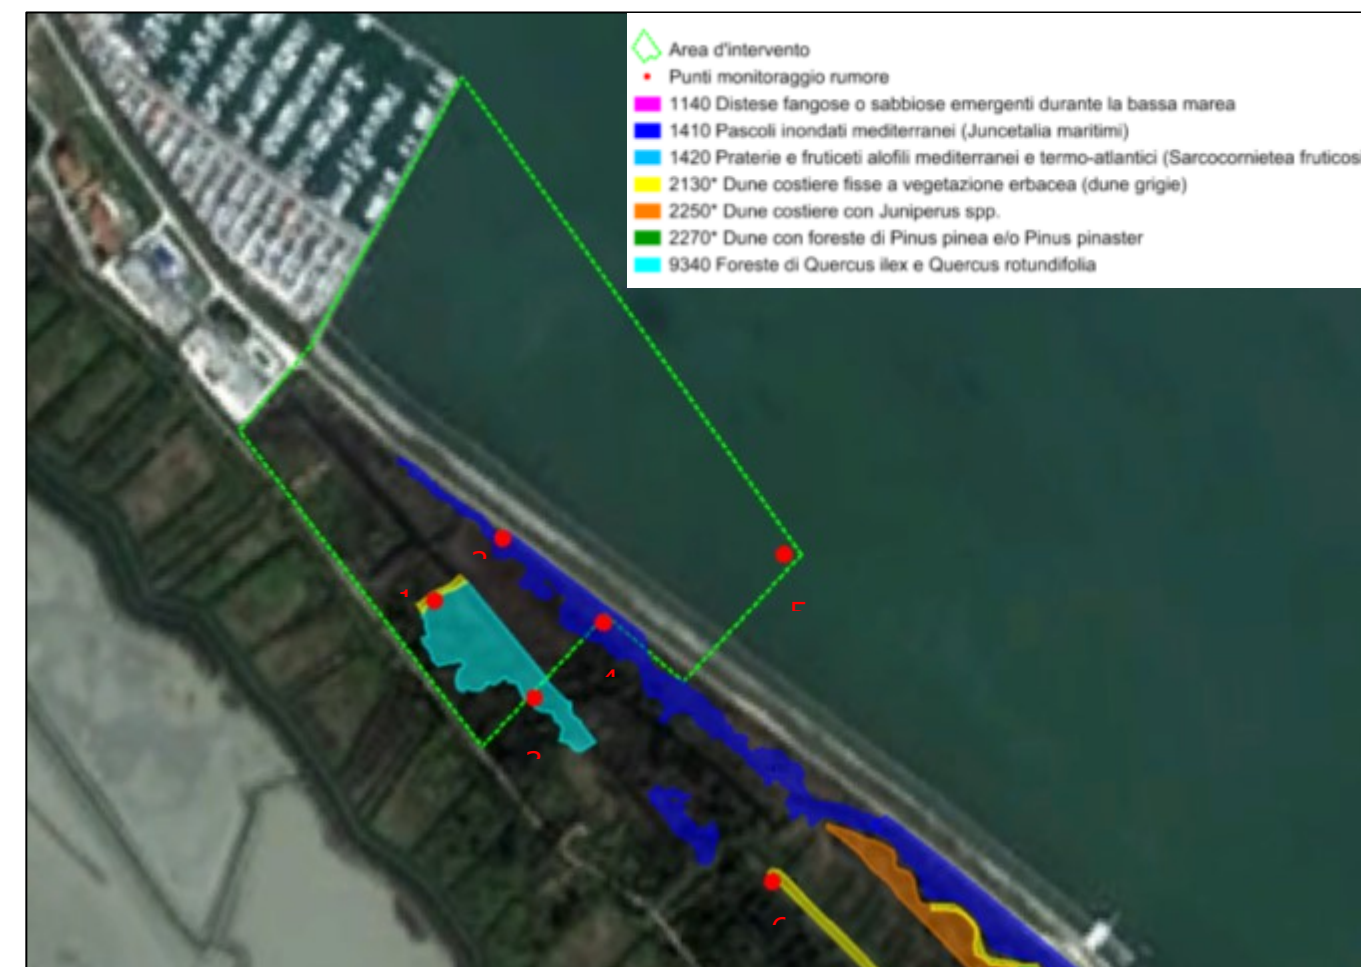 Area d'intervento
Punti monitoraggio rumore
1140 Distese fangose o sabbiose emergenti durante la bassa marea
1410 Pascoli inondati mediterranei (Juncetalia maritimi)
1420 Praterie e fruticeti alofili mediterranei e termo-atlantici (Sarcocornietea fruticosi
2130* Dune costiere fisse a vegetazione erbacea (dune grigie)
2250* Dune costiere con Juniperus spp.
2270* Dune con foreste di Pinus pinea e/o Pinus pinaster
9340 Foreste di Quercus ilex e Quercus rotundifolia